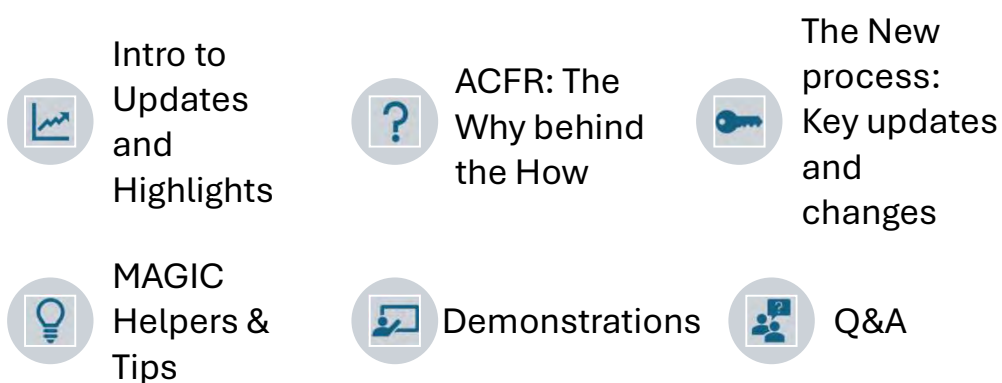 Intro to
Updates
and
Highlights
ACFR: The
Why behind
the How
The New
process:
Key updates
and
changes
MAGIC
Helpers &
Tips
Demonstrations
Q&A